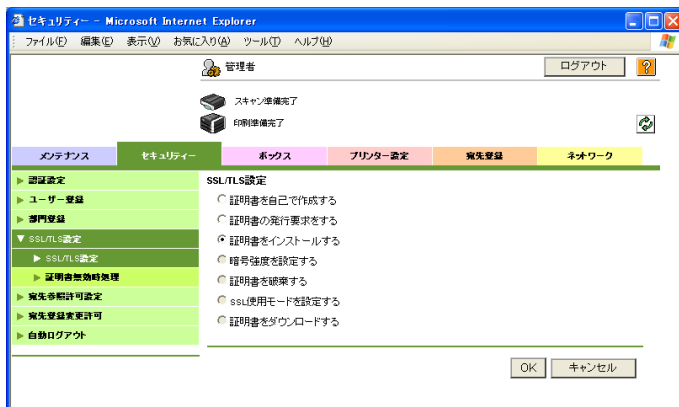 セキュリティー - Microsoft Internet Explorer
ファイル(F) 編集(E) 表示(V) お気に入り(A) ツール(T) ヘルプ(H)
管理者 ログアウト ?
スキャン準備完了
印刷準備完了
メンテナンス セキュリティー ボックス プリンター設定 宛先登録 ネットワーク
認証設定
ユーザー登録
部門登録
SSL/TLS設定
SSL/TLS設定
証明書無効時処理
宛先参照許可設定
宛先登録変更許可
自動ログアウト
SSL/TLS設定
証明書を自己で作成する
証明書の発行要求をする
証明書をインストールする
暗号強度を設定する
証明書を破棄する
SSL使用モードを設定する
証明書をダウンロードする
OK キャンセル